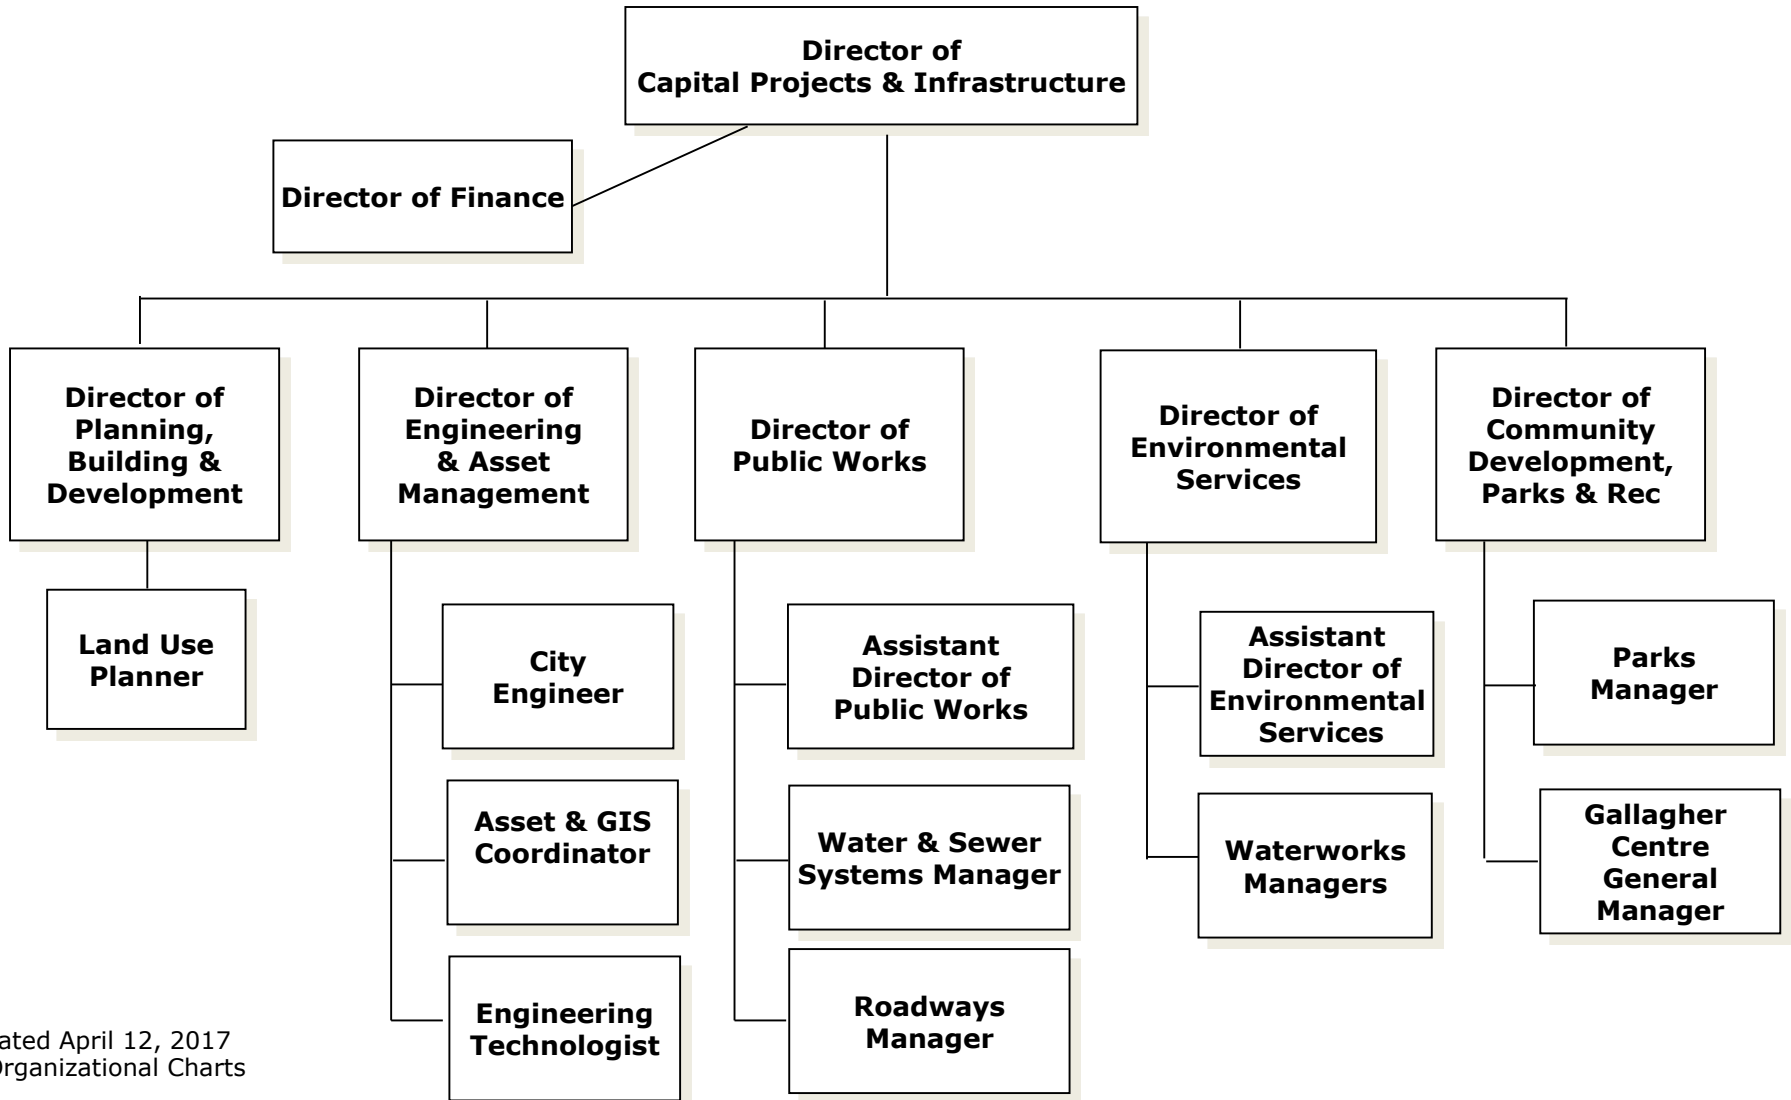 Director of
Capital Projects & Infrastructure
Director of Finance
Director of
Planning,
Building &
Development
Director of
Engineering
& Asset
Management
Director of
Public Works
Director of
Environmental
Services
Director of
Community
Development,
Parks & Rec
Land Use
Planner
City
Engineer
Assistant
Director of
Public Works
Assistant
Director of
Environmental
Services
Parks
Manager
Asset & GIS
Coordinator
Water & Sewer
Systems Manager
Waterworks
Managers
Gallagher
Centre
General
Manager
Engineering
Technologist
Roadways
Manager
April 12, 2017
Organizational Charts